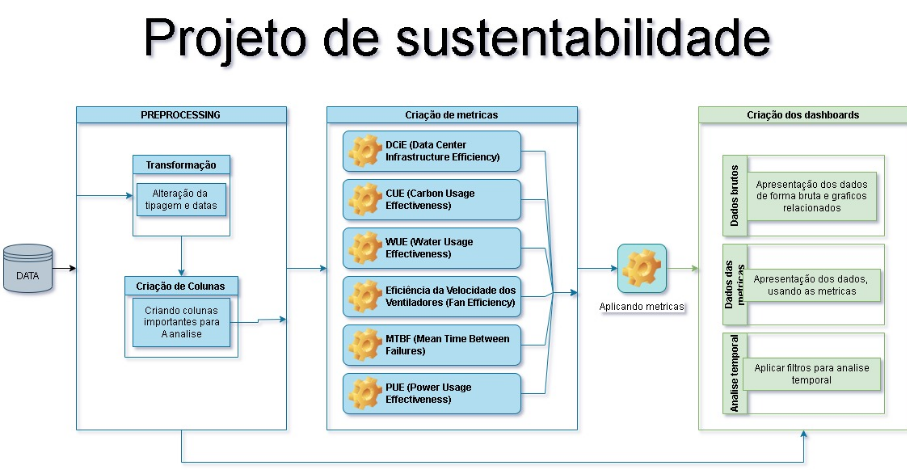 Projeto de sustentabilidade
DATA
PREPROCESSING
Transformação
Alteração da
tipagem e datas
Criação de Colunas
Criando colunas
importantes para
A analise
Criação de metricas
DCiE (Data Center
Infrastructure Efficiency)
CUE (Carbon Usage
Effectiveness)
WUE (Water Usage
Effectiveness)
Eficiência da Velocidade dos
Ventiladores (Fan Efficiency)
MTBF (Mean Time Between
Failures)
PUE (Power Usage
Effectiveness)
Aplicando metricas
Criação dos dashboards
Dados brutos
Apresentação dos dados
de forma bruta e graficos
relacionados
Dados das
metricas
Apresentação dos dados,
usando as metricas
Analise temporal
Aplicar filtros para analise
temporal